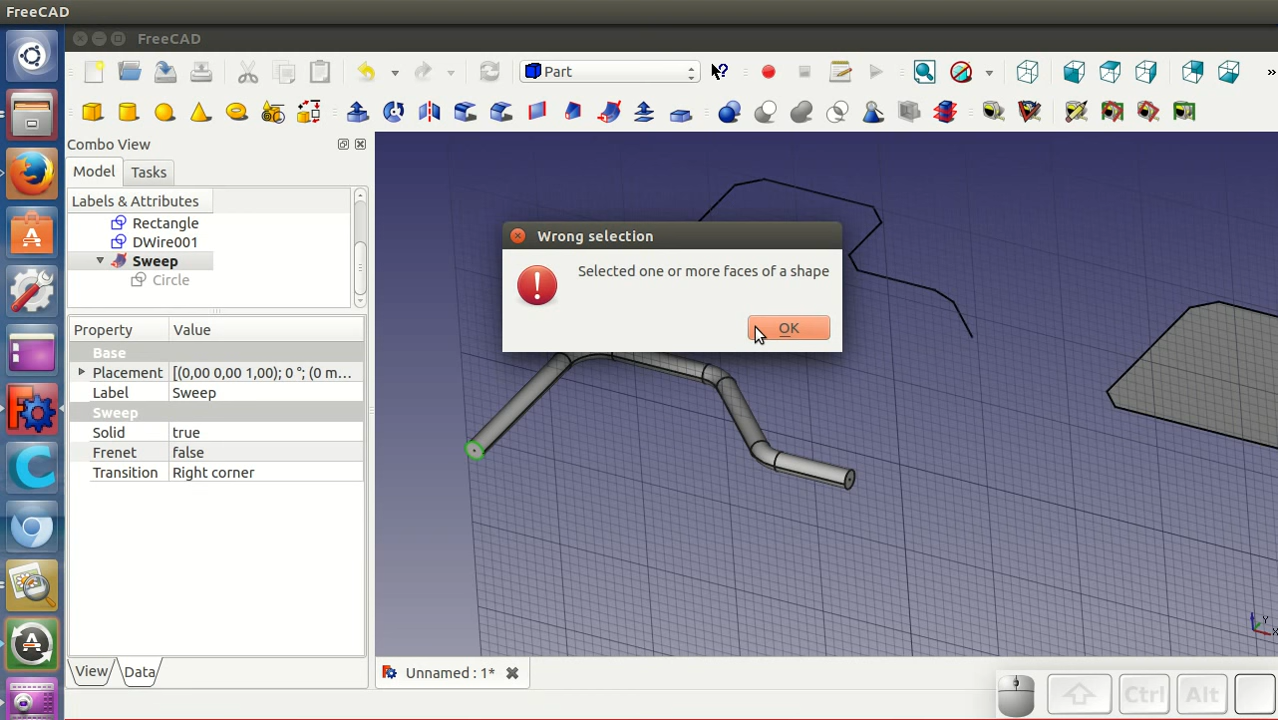 FreeCAD
FreeCAD
Part
»
Combo View
Model
Tasks
Labels & Attributes
Rectangle
DWire001
Sweep
Circle
Property Value
Base
Placement [(0,00 0,00 1,00); 0 °; (0 m...
Label Sweep
Sweep
Solid true
Frenet false
Transition Right corner
View
Data
Wrong selection
Selected one or more faces of a shape
OK
Y
X
Unnamed : 1*
Ctrl
Alt